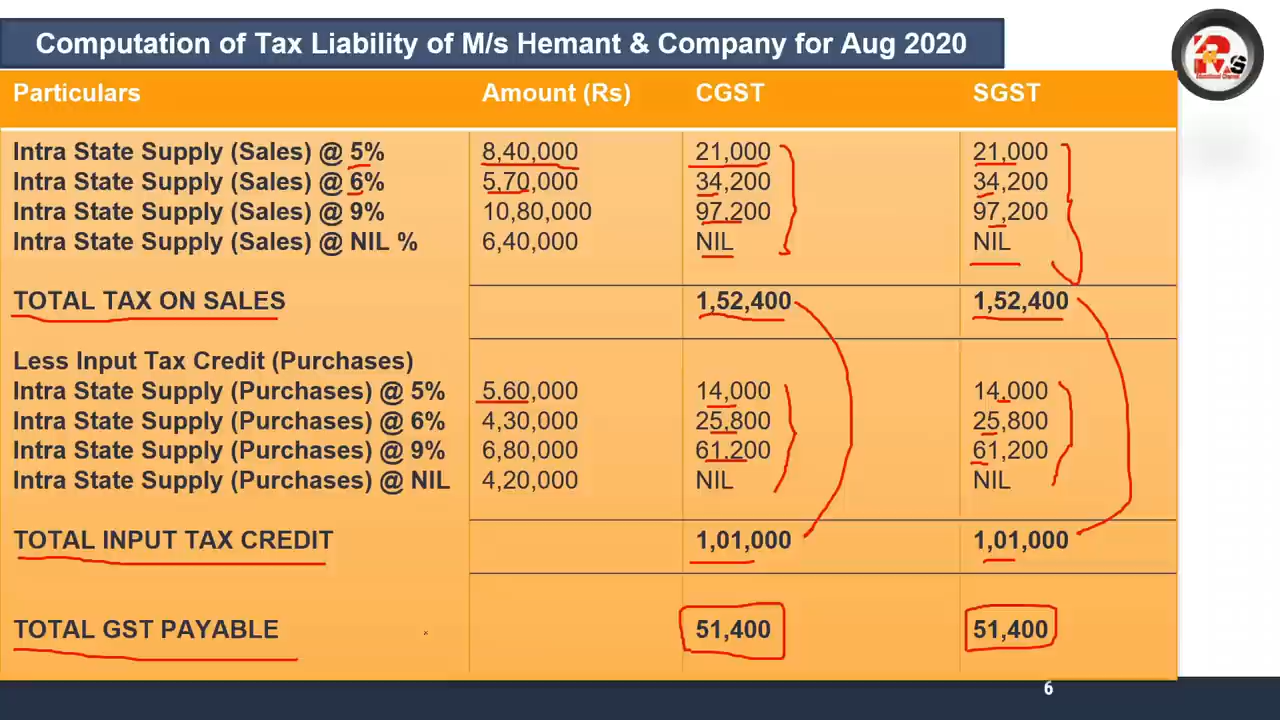 Computation of Tax Liability of M/s Hemant & Company for Aug 2020
Particulars Amount (Rs) CGST SGST
Intra State Supply (Sales) @ 5% 8,40,000 21,000 21,000
Intra State Supply (Sales) @ 6% 5,70,000 34,200 34,200
Intra State Supply (Sales) @ 9% 10,80,000 97,200 97,200
Intra State Supply (Sales) @ NIL % 6,40,000 NIL NIL
TOTAL TAX ON SALES 1,52,400 1,52,400
Less Input Tax Credit (Purchases)
Intra State Supply (Purchases) @ 5% 5,60,000 14,000 14,000
Intra State Supply (Purchases) @ 6% 4,30,000 25,800 25,800
Intra State Supply (Purchases) @ 9% 6,80,000 61,200 61,200
Intra State Supply (Purchases) @ NIL 4,20,000 NIL NIL
TOTAL INPUT TAX CREDIT 1,01,000 1,01,000
TOTAL GST PAYABLE 51,400 51,400
6